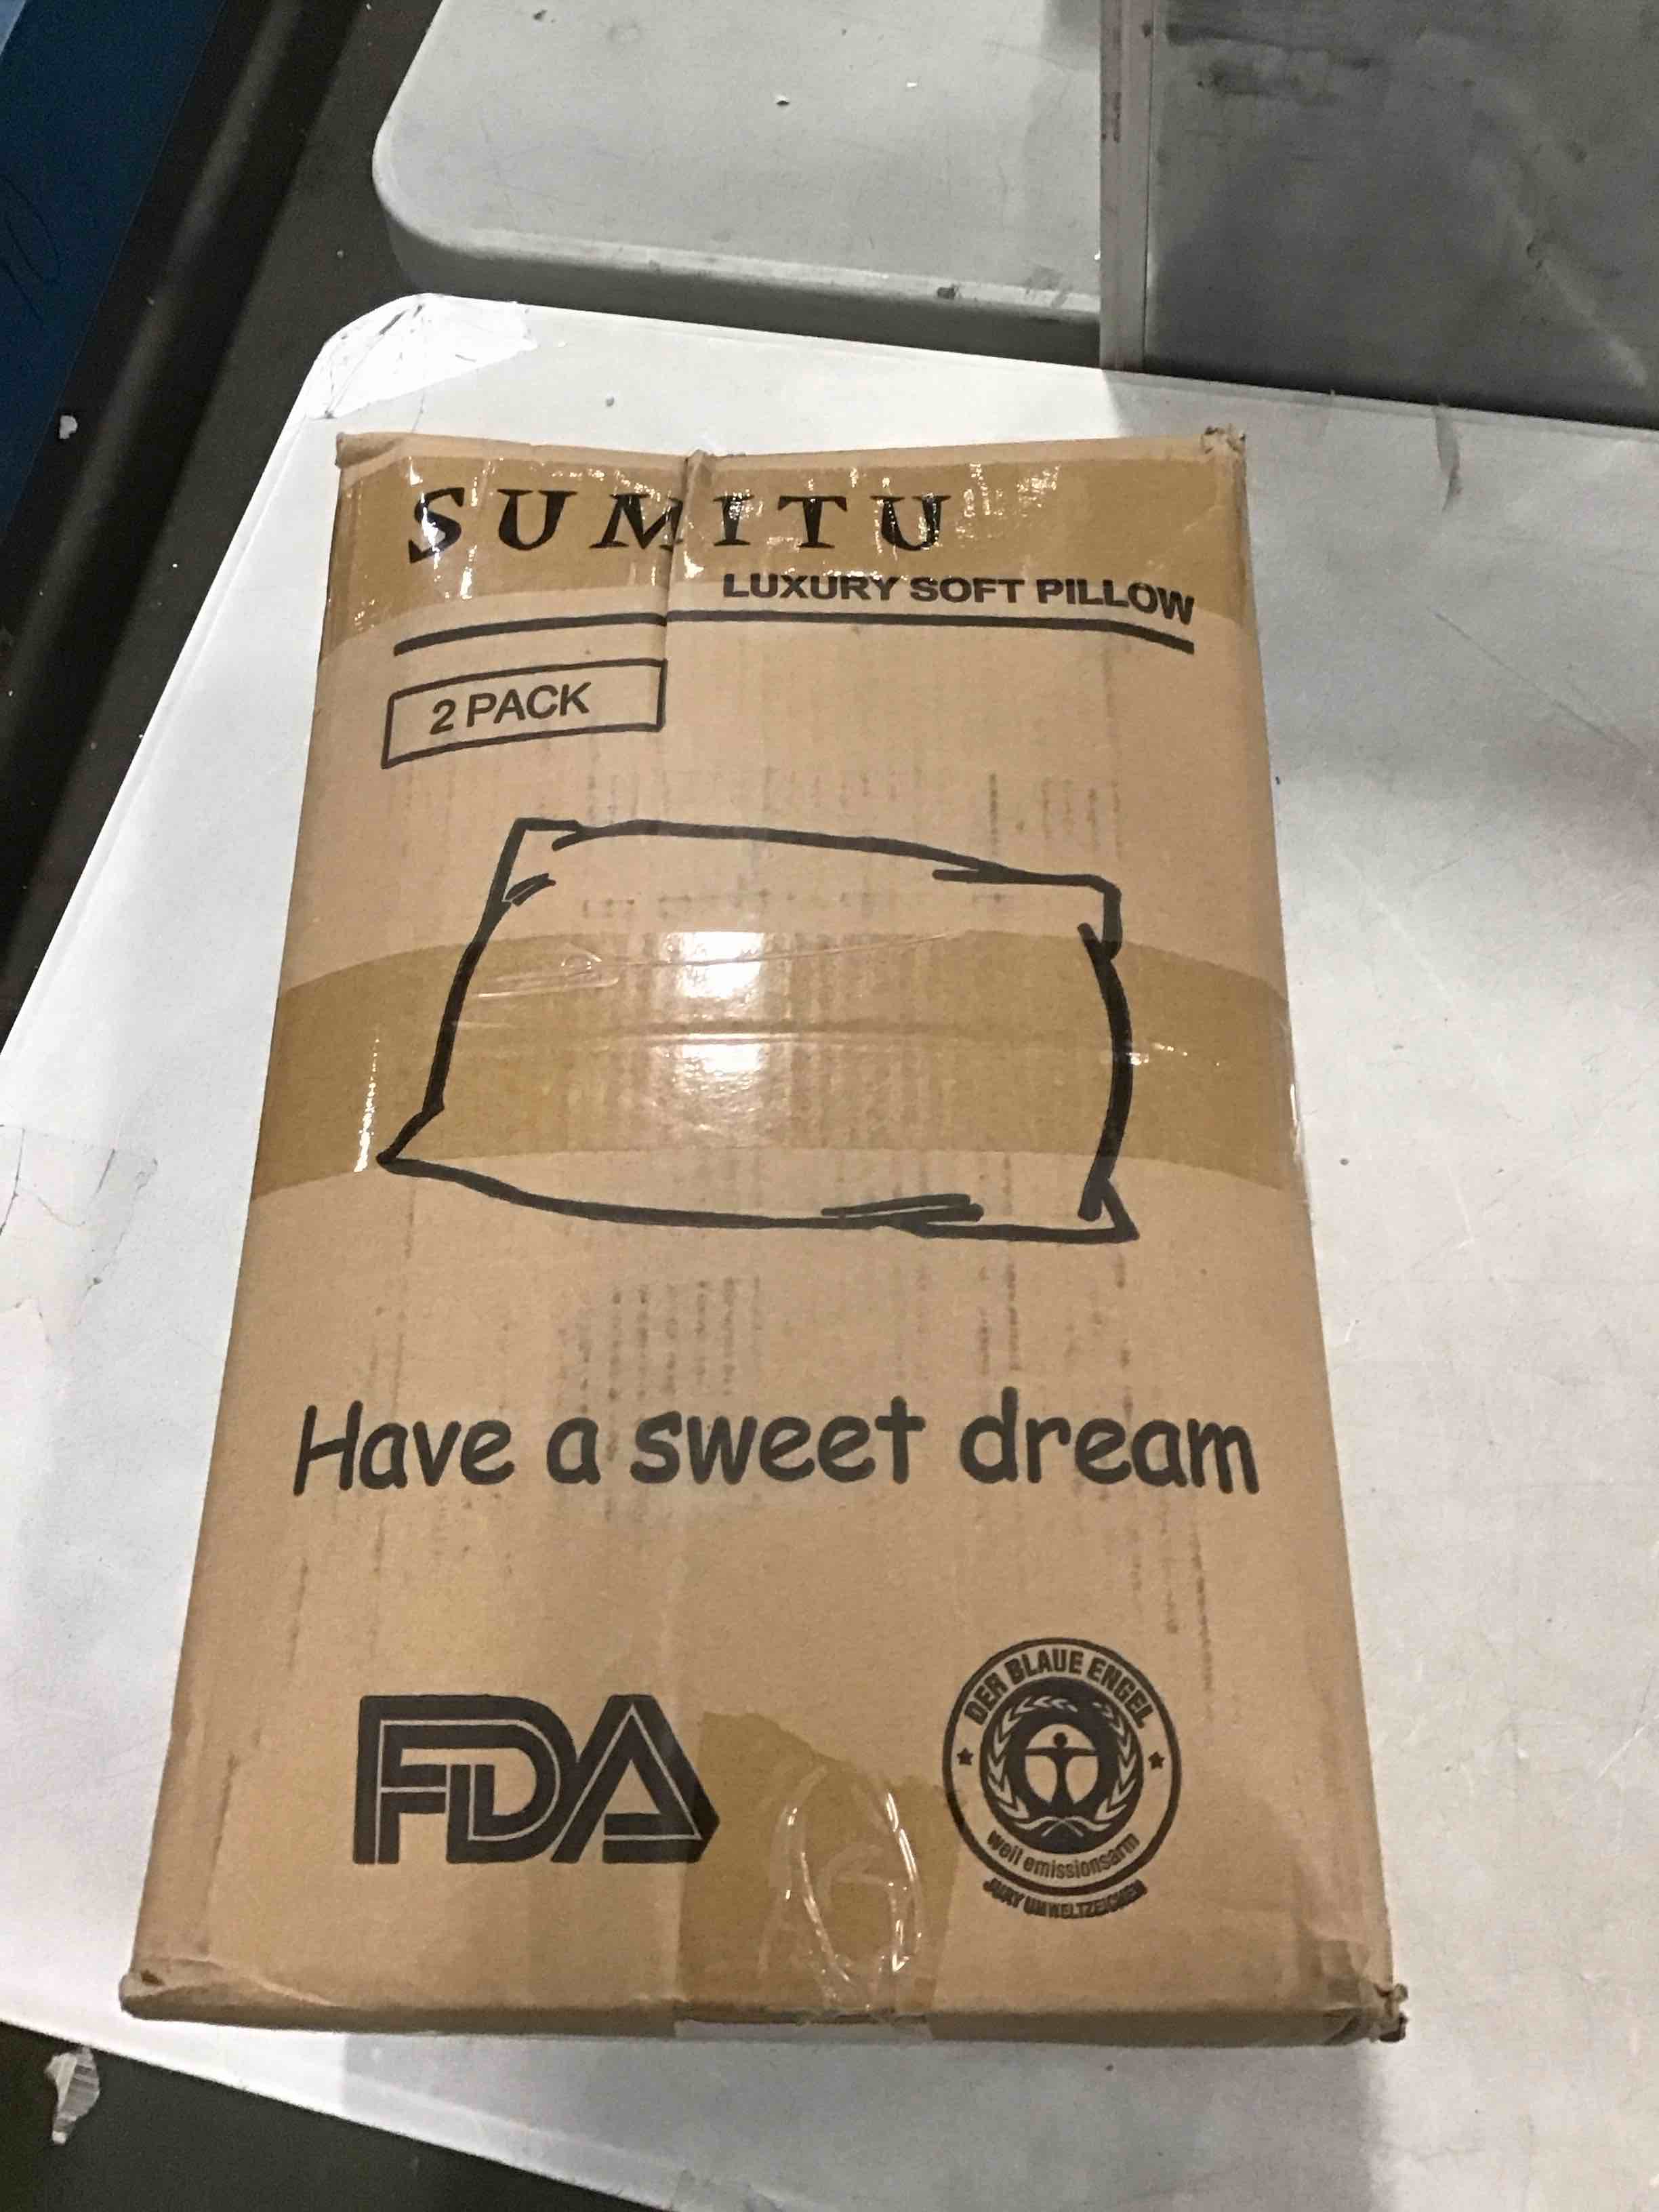 SUMITU
LUXURY SOFT PILLOW
2 PACK
Have a sweet dream
FDA
DER BLAUE ENGEL
weil emissionsarm
JURY UMWELTZEICHEN